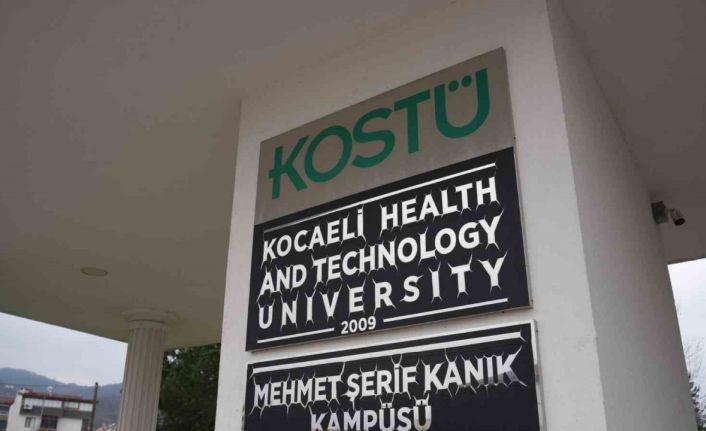 KOSTÜ
KOCAELİ HEALTH
AND TECHNOLOGY
UNIVERSITY
2009
MEHMET ŞERİF KANIK
KAMPÜSÜ